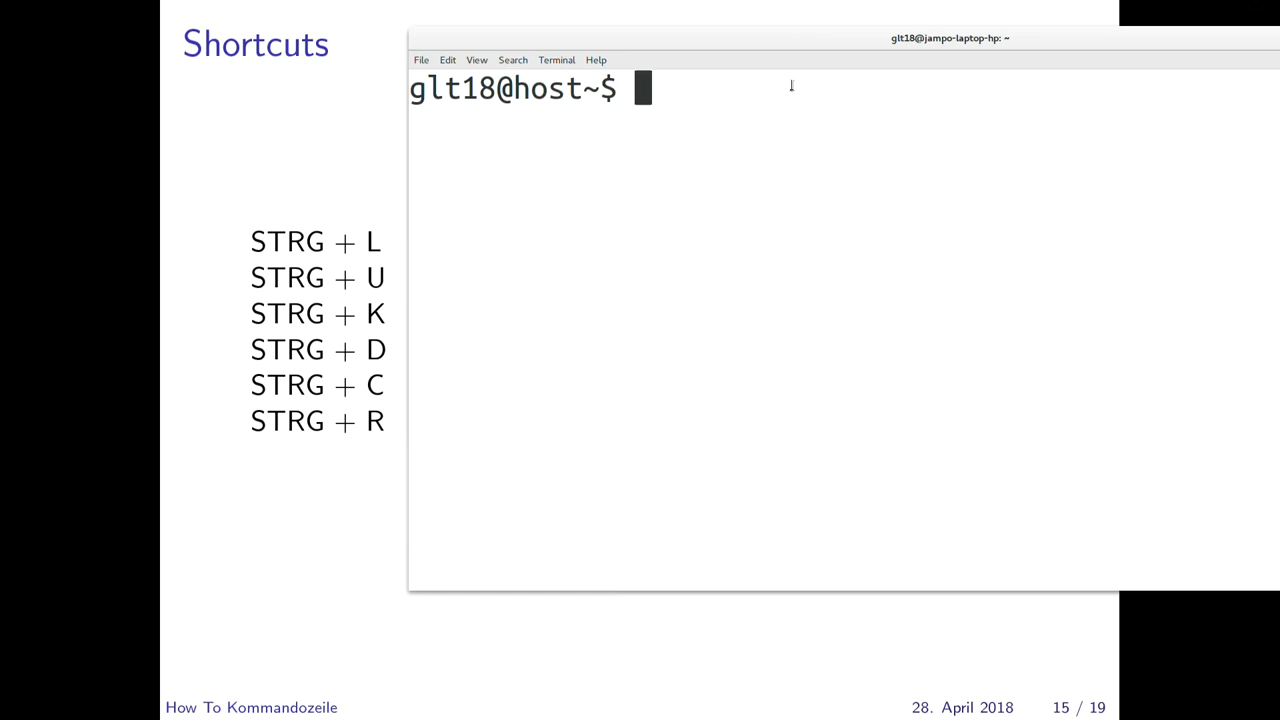 Shortcuts
glt18@jampo-laptop-hp: ~
File Edit View Search Terminal Help
glt18@host~$
STRG + L
STRG + U
STRG + K
STRG + D
STRG + C
STRG + R
How To Kommandozeile 28. April 2018 15 / 19